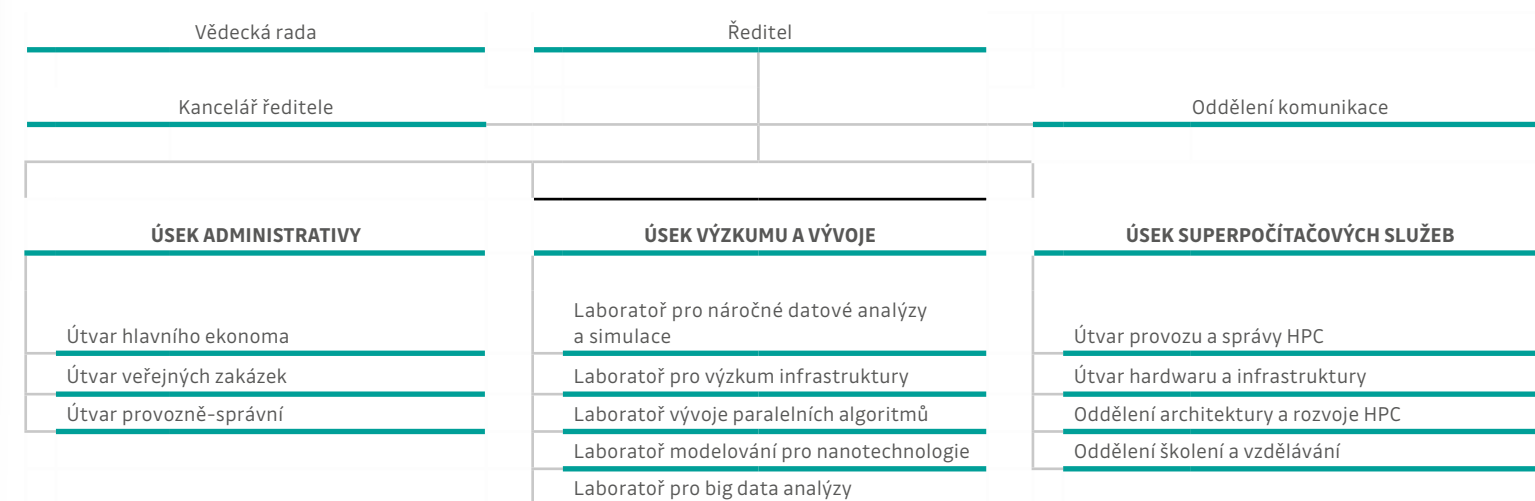 Vědecká rada
Ředitel
Kancelář ředitele
Oddělení komunikace
ÚSEK ADMINISTRATIVY
Útvar hlavního ekonoma
Útvar veřejných zakázek
Útvar provozně-správní
ÚSEK VÝZKUMU A VÝVOJE
Laboratoř pro náročné datové analýzy
a simulace
Laboratoř pro výzkum infrastruktury
Laboratoř vývoje paralelních algoritmů
Laboratoř modelování pro nanotechnologie
Laboratoř pro big data analýzy
ÚSEK SUPERPOČÍTAČOVÝCH SLUŽEB
Útvar provozu a správy HPC
Útvar hardwaru a infrastruktury
Oddělení architektury a rozvoje HPC
Oddělení školení a vzdělávání